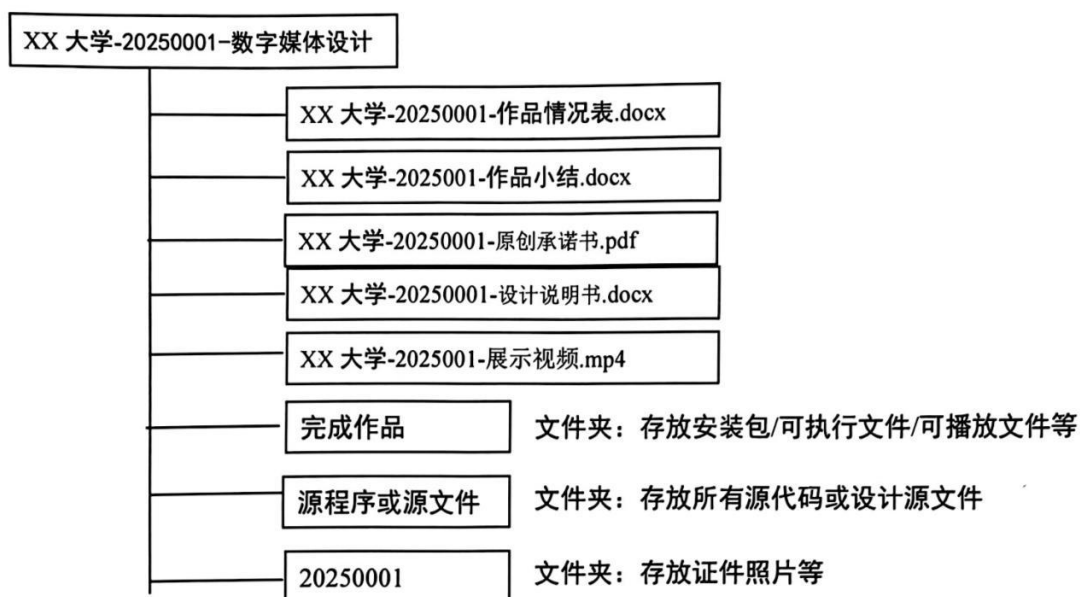 XX 大学-20250001-数字媒体设计
XX 大学-20250001-作品情况表.docx
XX 大学-2025001-作品小结.docx
XX 大学-20250001-原创承诺书.pdf
XX 大学-20250001-设计说明书.docx
XX 大学-2025001-展示视频.mp4
完成作品 文件夹：存放安装包/可执行文件/可播放文件等
源程序或源文件 文件夹：存放所有源代码或设计源文件
20250001 文件夹：存放证件照片等